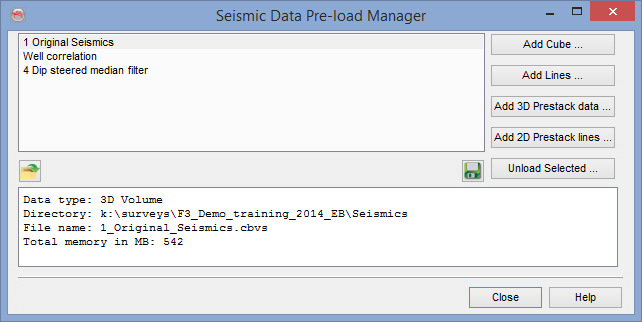 Seismic Data Pre-load Manager
1 Original Seismics
Well correlation
4 Dip steered median filter
Add Cube ...
Add Lines ...
Add 3D Prestack data ...
Add 2D Prestack lines ...
Unload Selected ...
Data type: 3D Volume
Directory: k:\surveys\F3_Demo_training_2014_EB\Seismics
File name: 1_Original_Seismics.cbvs
Total memory in MB: 542
Close
Help